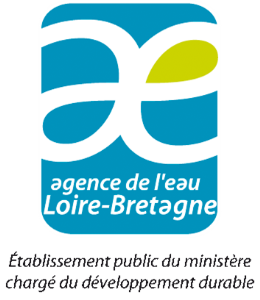 æ
agence de l'eau
Loire-Bretagne
Établissement public du ministère
chargé du développement durable